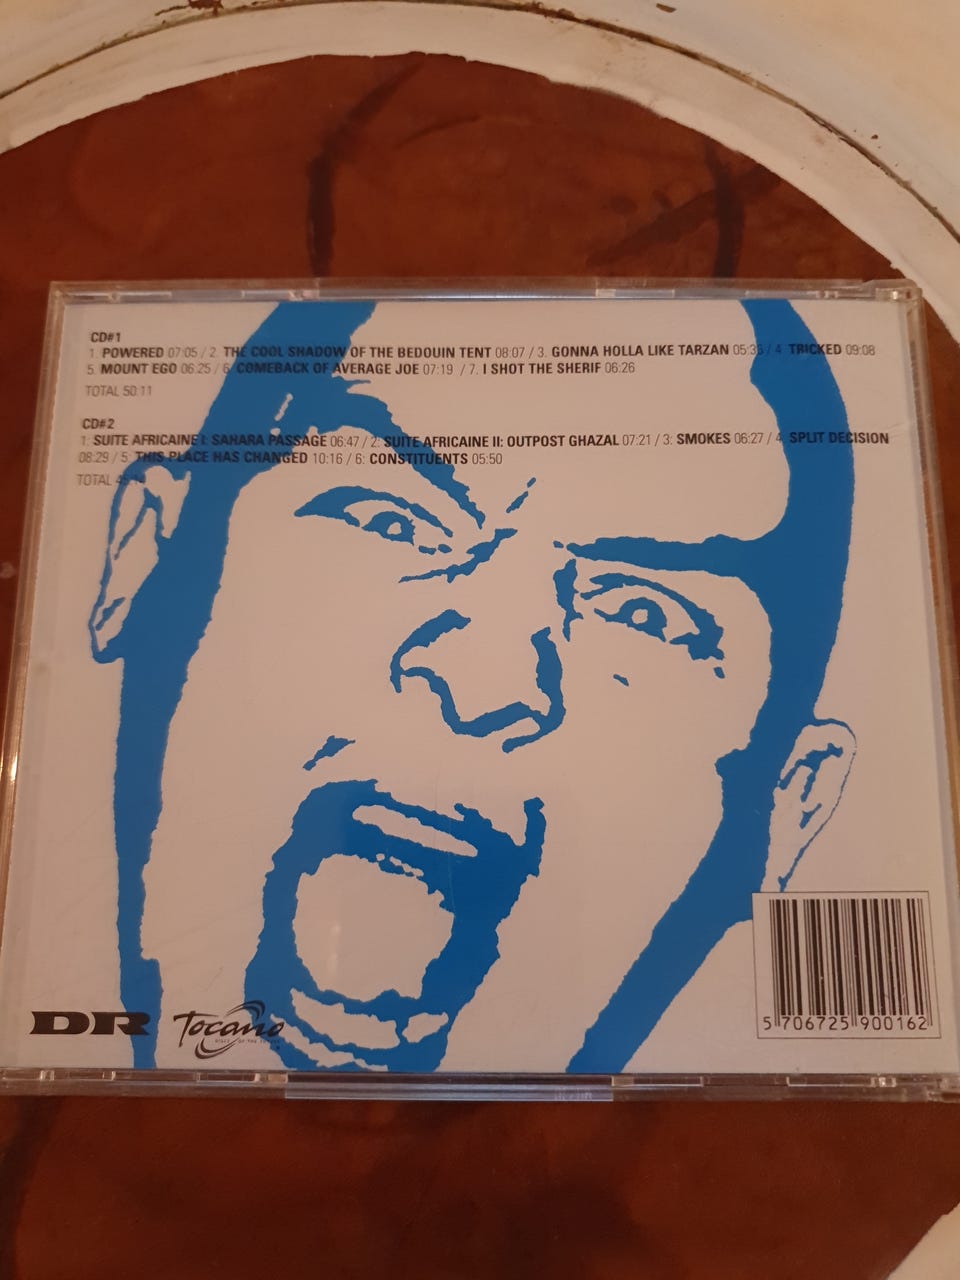 CD#1
1. POWERED 07:05 / 2. THE COOL SHADOW OF THE BEDOUIN TENT 08:07 / 3. GONNA HOLLA LIKE TARZAN 05:36 / 4. TRICKED 09:08
5. MOUNT EGO 06:25 / 6. COMEBACK OF AVERAGE JOE 07:19 / 7. I SHOT THE SHERIF 06:26
TOTAL 50:11
CD#2
1: SUITE AFRICAINE I: SAHARA PASSAGE 06:47 / 2: SUITE AFRICAINE II: OUTPOST GHAZAL 07:21 / 3: SMOKES 06:27 / 4: SPLIT DECISION
08:29 / 5: THIS PLACE HAS CHANGED 10:16 / 6: CONSTITUENTS 05:50
TOTAL
DR Tocano
5 706725 900162